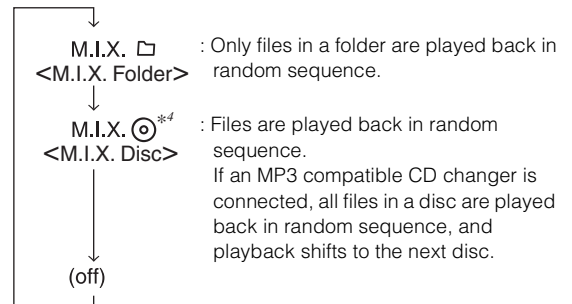 M.I.X. : Only files in a folder are played back in
<M.I.X. Folder> random sequence.
M.I.X. *4 : Files are played back in random
<M.I.X. Disc> sequence.
If an MP3 compatible CD changer is
connected, all files in a disc are played
back in random sequence, and
playback shifts to the next disc.
(off)